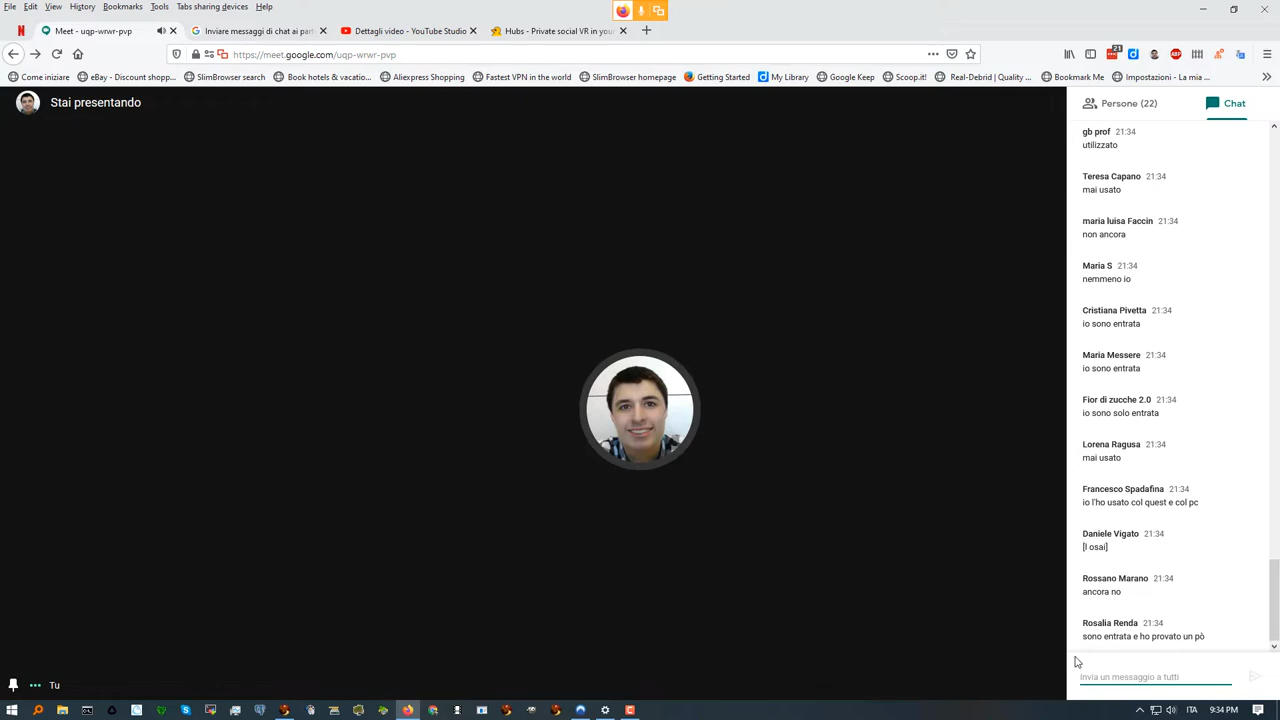 File Edit View History Bookmarks Tools Tabs sharing devices Help
Meet - uqp-wrwr-pvp
Inviare messaggi di chat ai part
Dettagli video - YouTube Studio
Hubs - Private social VR in your
https://meet.google.com/uqp-wrwr-pvp
21
ABP
Come iniziare
eBay - Discount shopp...
SlimBrowser search
Book hotels & vacatio...
Aliexpress Shopping
Fastest VPN in the world
SlimBrowser homepage
Getting Started
My Library
Google Keep
Scoop.it!
Real-Debrid | Quality ...
Bookmark Me
Impostazioni - La mia ...
Stai presentando
Persone (22)
Chat
gb prof 21:34
utilizzato
Teresa Capano 21:34
mai usato
maria luisa Faccin 21:34
non ancora
Maria S 21:34
nemmeno io
Cristiana Pivetta 21:34
io sono entrata
Maria Messere 21:34
io sono entrata
Fior di zucche 2.0 21:34
io sono solo entrata
Lorena Ragusa 21:34
mai usato
Francesco Spadafina 21:34
io l'ho usato col quest e col pc
Daniele Vigato 21:34
[I osai]
Rossano Marano 21:34
ancora no
Rosalia Renda 21:34
sono entrata e ho provato un pò
Invia un messaggio a tutti
Tu
ITA
9:34 PM